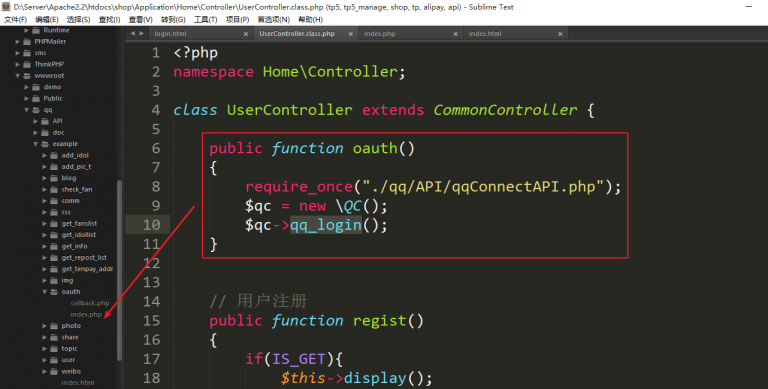 D:\Server\Apache2.2\htdocs\shop\Application\Home\Controller\UserController.class.php (tp5, tp5_manage, shop, tp, alipay, api) - Sublime Text
文件(F) 编辑(E) 选择(S) 查找(I) 查看(V) 转到(G) 工具(T) 项目(P) 首选项(N) 帮助(H)
login.html
UserController.class.php
index.php
index.html
Runtime
PHPMailer
sms
ThinkPHP
wwwroot
demo
Public
qq
API
doc
example
add_idol
add_pic_t
blog
check_fan
comm
css
get_fanslist
get_idollist
get_info
get_repost_list
get_tenpay_addr
img
oauth
callback.php
index.php
photo
share
topic
user
weibo
index.html
1 <?php
2 namespace Home\Controller;
3
4 class UserController extends CommonController {
5
6 public function oauth()
7 {
8 require_once("./qq/API/qqConnectAPI.php");
9 $qc = new \QC();
10 $qc->qq_login();
11 }
12
13
14 // 用户注册
15 public function regist()
16 {
17 if(IS_GET){
18 $this->display();